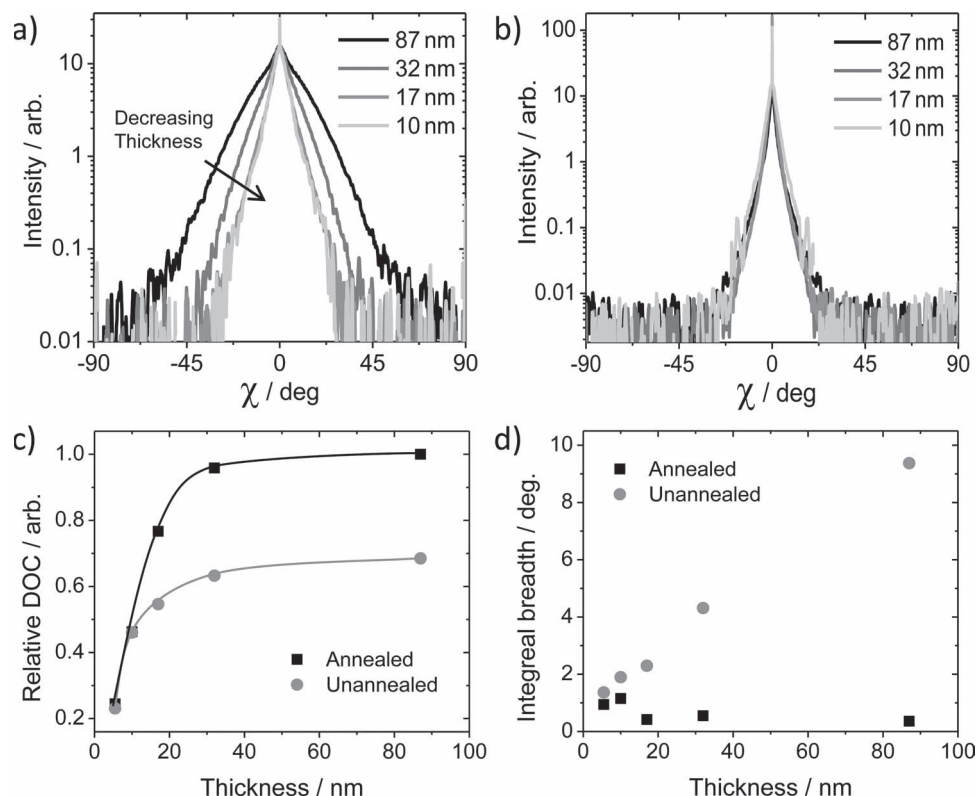 a)
87 nm
32 nm
17 nm
10 nm
Decreasing
Thickness
Intensity / arb.
10
1
0.1
0.01
-90 -45 0 45 90
χ / deg
b)
87 nm
32 nm
17 nm
10 nm
Intensity / arb.
100
10
1
0.1
0.01
-90 -45 0 45 90
χ / deg
c)
Relative DOC / arb.
1.0
0.8
0.6
0.4
0.2
Annealed
Unannealed
0 20 40 60 80 100
Thickness / nm
d)
Integreal breadth / deg.
10
8
6
4
2
0
Annealed
Unannealed
0 20 40 60 80 100
Thickness / nm